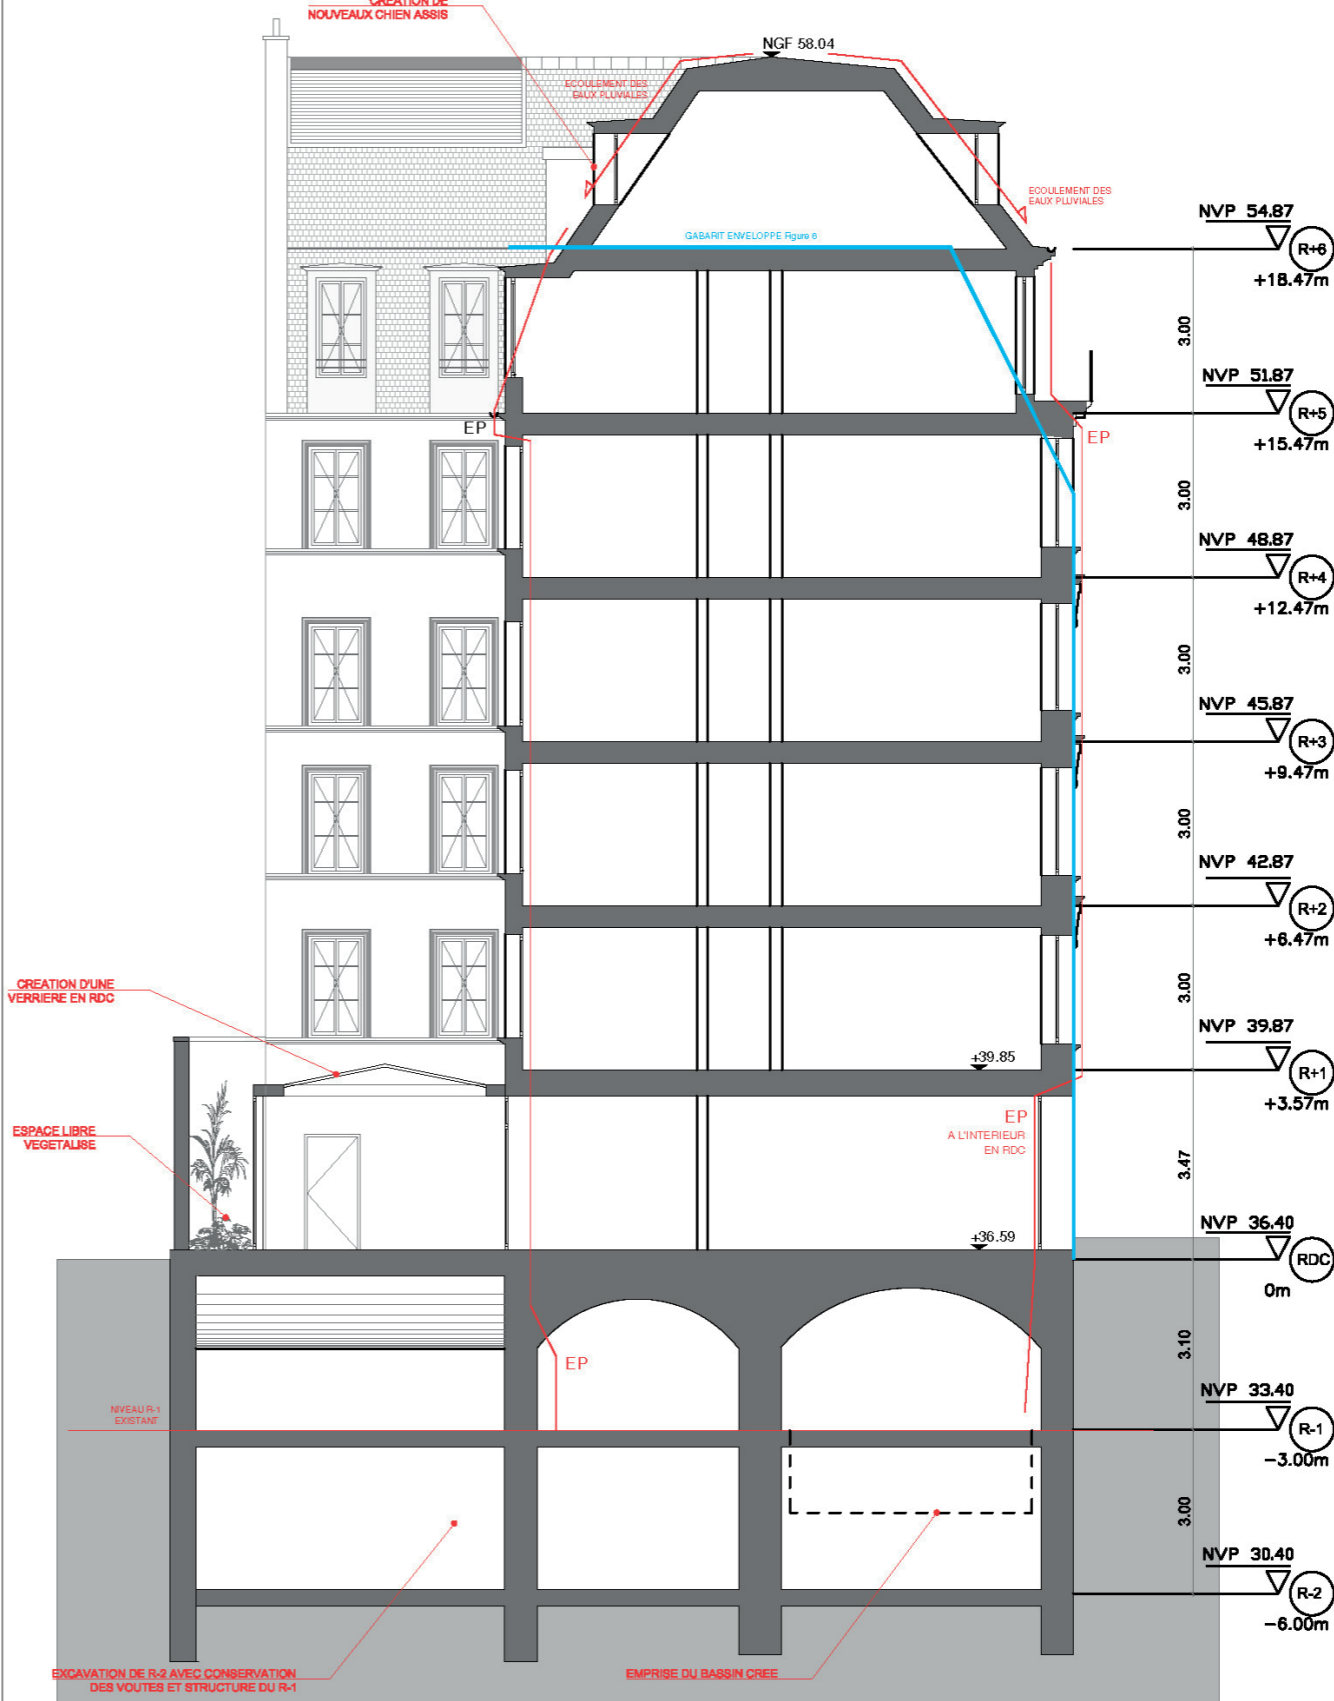 CREATION DE
NOUVEAUX CHIEN ASSIS
NGF 58.04
ECOULEMENT DES
EAUX PLUVIALES
ECOULEMENT DES
EAUX PLUVIALES
GABARIT ENVELOPPE Figure 6
NVP 54.87
R+6
+18.47m
3.00
NVP 51.87
R+5
+15.47m
EP
EP
3.00
NVP 48.87
R+4
+12.47m
3.00
NVP 45.87
R+3
+9.47m
3.00
NVP 42.87
R+2
+6.47m
3.00
CREATION D'UNE
VERRIERE EN RDC
NVP 39.87
+39.85
R+1
+3.57m
ESPACE LIBRE
VEGETALISE
EP
A L'INTERIEUR
EN RDC
3.47
NVP 36.40
+36.59
RDC
0m
3.10
EP
NVP 33.40
NIVEAU R-1
EXISTANT
R-1
-3.00m
3.00
NVP 30.40
R-2
-6.00m
EXCAVATION DE R-2 AVEC CONSERVATION
DES VOUTES ET STRUCTURE DU R-1
EMPRISE DU BASSIN CREE